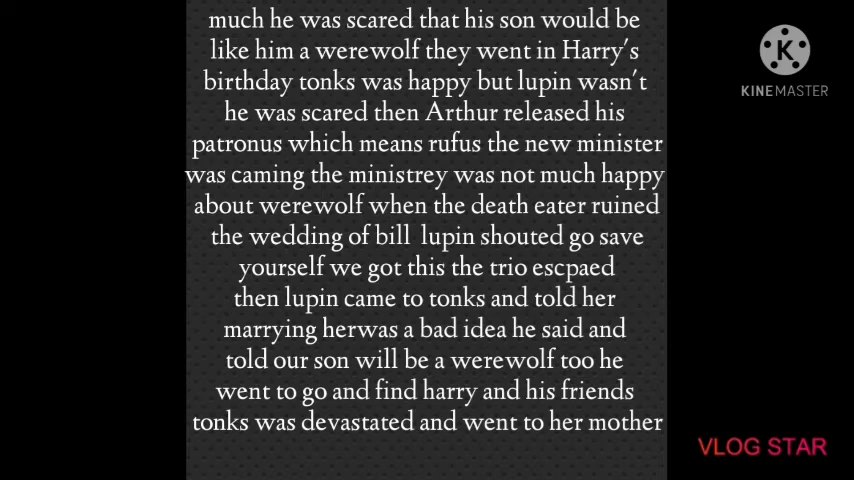 much he was scared that his son would be
like him a werewolf they went in Harry's
birthday tonks was happy but lupin wasn't
he was scared then Arthur released his
patronus which means rufus the new minister
was caming the ministrey was not much happy
about werewolf when the death eater ruined
the wedding of bill lupin shouted go save
yourself we got this the trio escpaed
then lupin came to tonks and told her
marrying herwas a bad idea he said and
told our son will be a werewolf too he
went to go and find harry and his friends
tonks was devastated and went to her mother
K
KINEMASTER
VLOG STAR